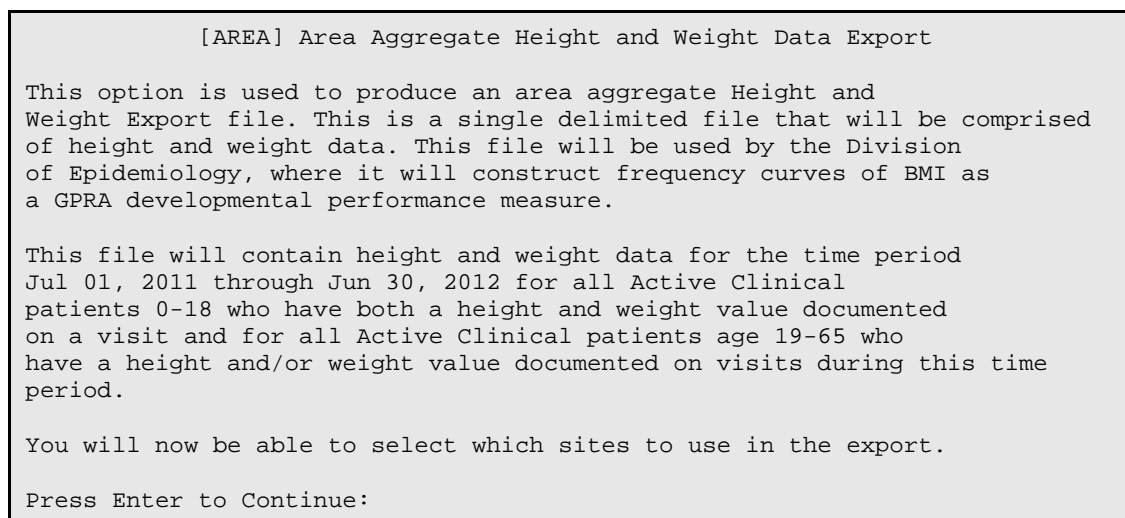 [AREA] Area Aggregate Height and Weight Data Export
This option is used to produce an area aggregate Height and
Weight Export file. This is a single delimited file that will be comprised
of height and weight data. This file will be used by the Division
of Epidemiology, where it will construct frequency curves of BMI as
a GPRA developmental performance measure.
This file will contain height and weight data for the time period
Jul 01, 2011 through Jun 30, 2012 for all Active Clinical
patients 0-18 who have both a height and weight value documented
on a visit and for all Active Clinical patients age 19-65 who
have a height and/or weight value documented on visits during this time
period.
You will now be able to select which sites to use in the export.
Press Enter to Continue: